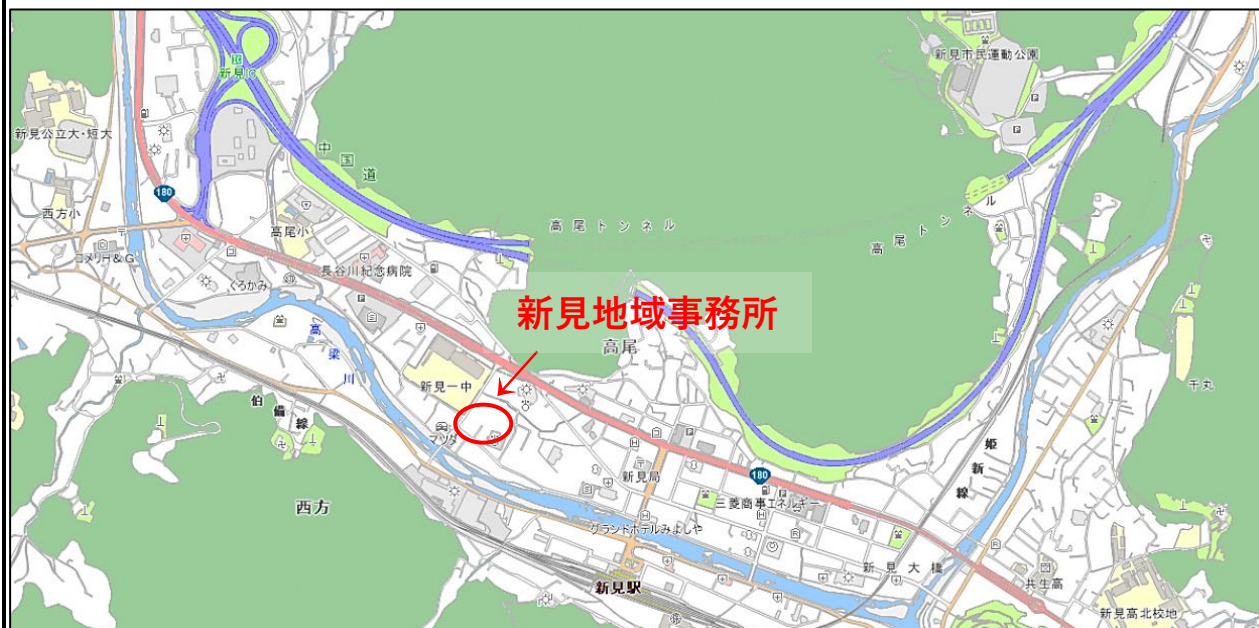 新見市民運動公園
新見IC
新見公立大・短大
中国道
180
高尾トンネル
高尾トンネル
西方小
高尾小
コメリH&G
長谷川紀念病院
くろかみ
新見地域事務所
高尾
高梁川
千丸
新見一中
伯備線
マツダ
姫新線
新見局
180
西方
三菱商事エネルギー
グランドホテルみよしや
新見大橋
新見駅
共生高
新見高北校地